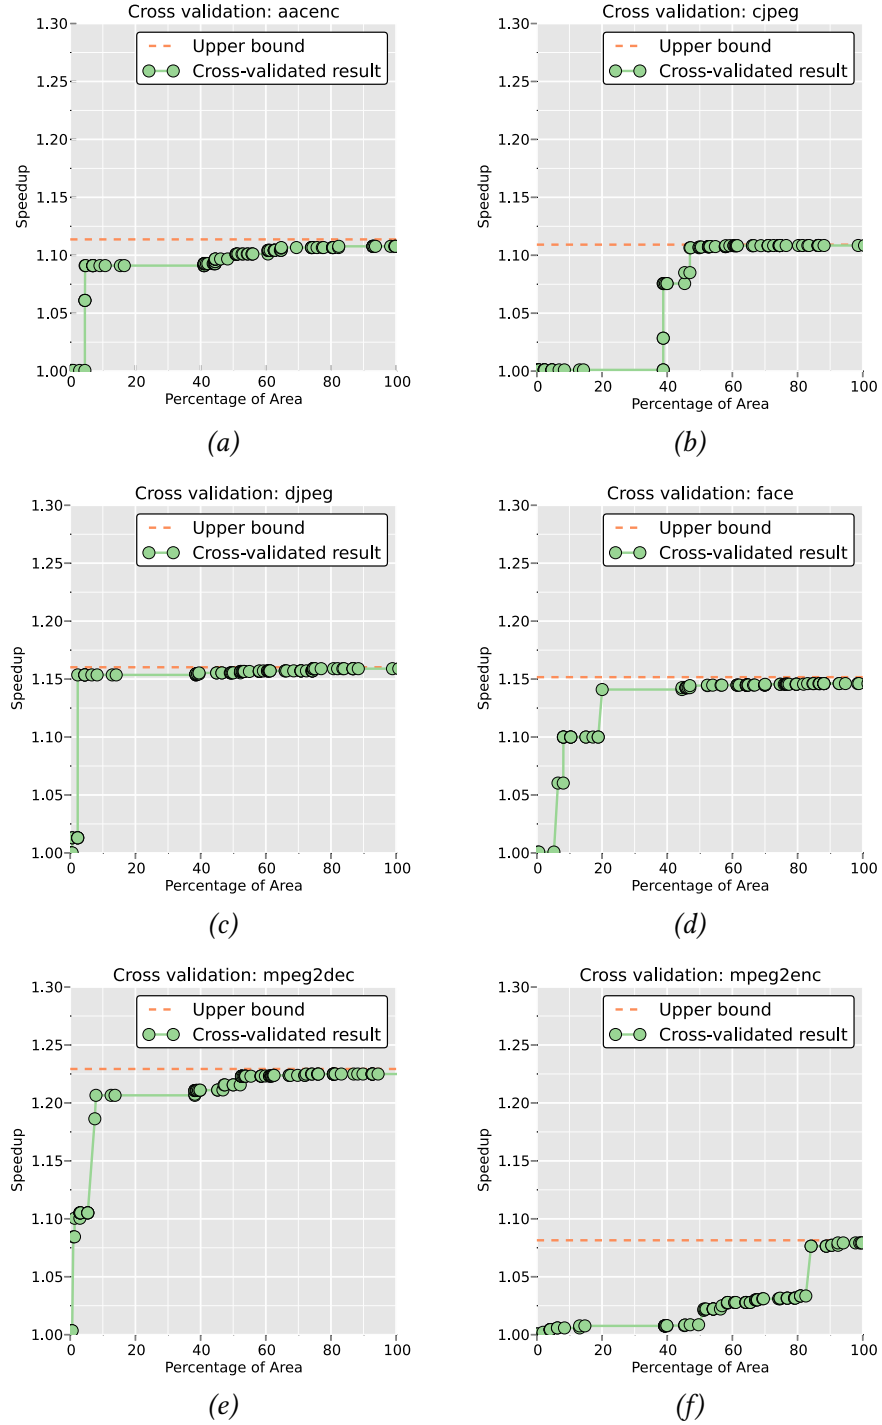 Cross validation: aacenc
1.30
1.25
1.20
1.15
1.10
1.05
1.00
Speedup
Upper bound
Cross-validated result
0 20 40 60 80 100
Percentage of Area
(a)
Cross validation: cjpeg
1.30
1.25
1.20
1.15
1.10
1.05
1.00
Speedup
Upper bound
Cross-validated result
0 20 40 60 80 100
Percentage of Area
(b)
Cross validation: djpeg
1.30
1.25
1.20
1.15
1.10
1.05
1.00
Speedup
Upper bound
Cross-validated result
0 20 40 60 80 100
Percentage of Area
(c)
Cross validation: face
1.30
1.25
1.20
1.15
1.10
1.05
1.00
Speedup
Upper bound
Cross-validated result
0 20 40 60 80 100
Percentage of Area
(d)
Cross validation: mpeg2dec
1.30
1.25
1.20
1.15
1.10
1.05
1.00
Speedup
Upper bound
Cross-validated result
0 20 40 60 80 100
Percentage of Area
(e)
Cross validation: mpeg2enc
1.30
1.25
1.20
1.15
1.10
1.05
1.00
Speedup
Upper bound
Cross-validated result
0 20 40 60 80 100
Percentage of Area
(f)